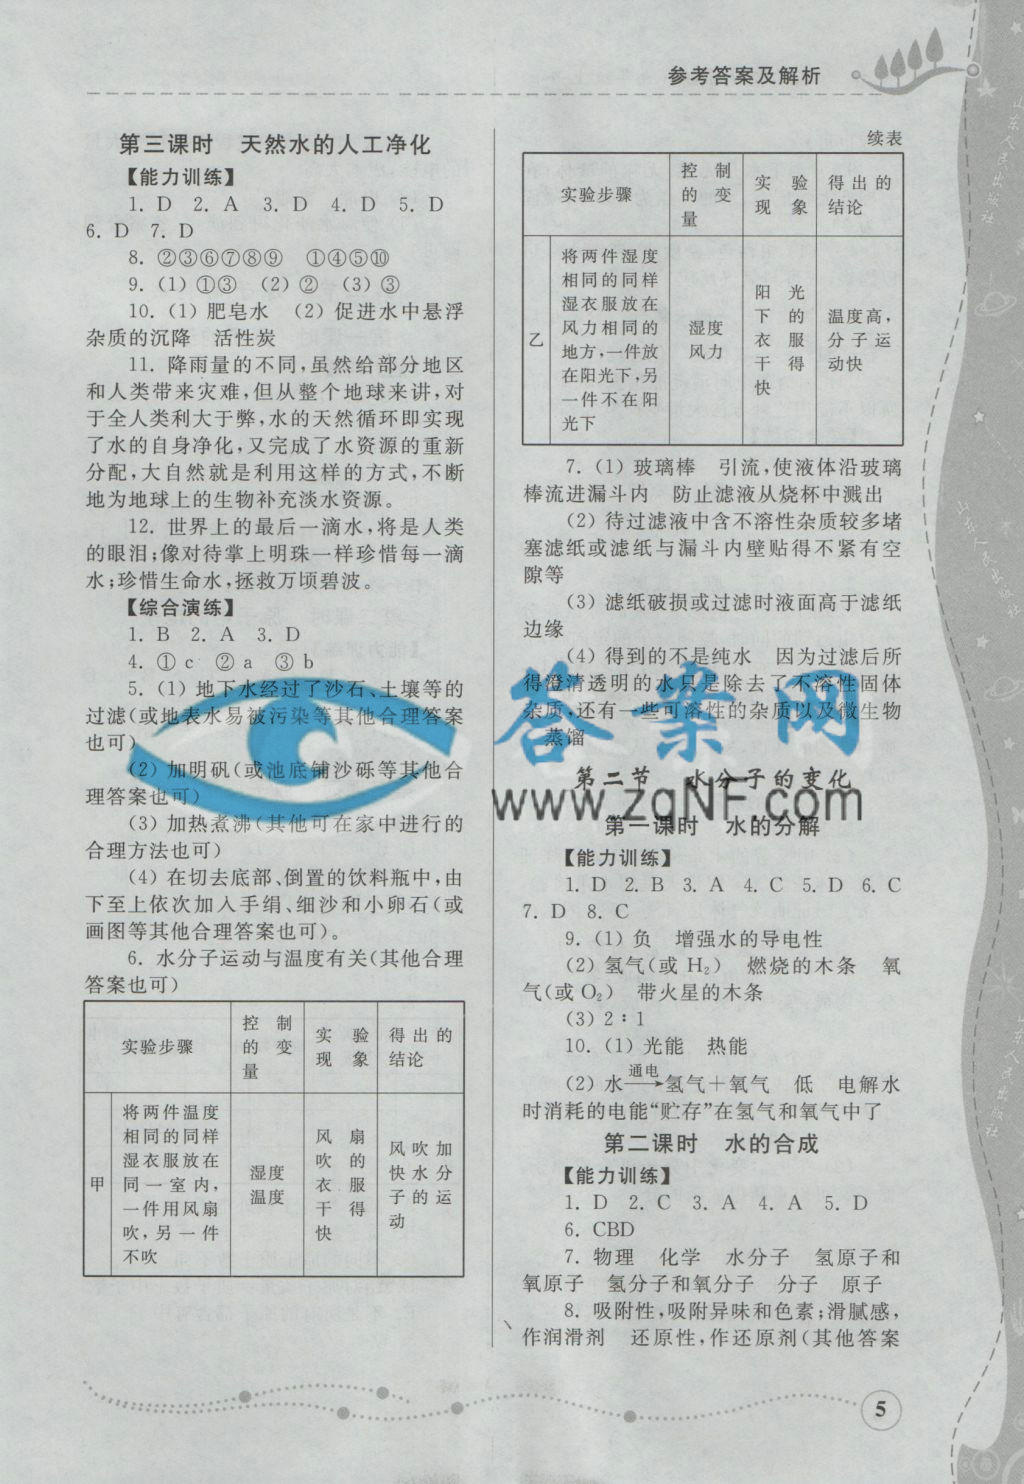 参考答案及解析
第三课时 天然水的人工净化
【能力训练】
1. D 2. A 3. D 4. D 5. D
6. D 7. D
8. ②③⑥⑦⑧⑨ ①④⑤⑩
9. (1) ①③ (2) ② (3) ③
10. (1) 肥皂水 (2) 促进水中悬浮
杂质的沉降 活性炭
11. 降雨量的不同,虽然给部分地区
和人类带来灾难,但从整个地球来讲,对
于全人类利大于弊,水的天然循环即实现
了水的自身净化,又完成了水资源的重新
分配,大自然就是利用这样的方式,不断
地为地球上的生物补充淡水资源。
12. 世界上的最后一滴水,将是人类
的眼泪;像对待掌上明珠一样珍惜每一滴
水;珍惜生命水,拯救万顷碧波。
【综合演练】
1. B 2. A 3. D
4. ① c ② a ③ b
5. (1) 地下水经过了沙石、土壤等的
过滤(或地表水易被污染等其他合理答案
也可)
(2) 加明矾(或池底铺沙砾等其他合
理答案也可)
(3) 加热煮沸(其他可在家中进行的
合理方法也可)
(4) 在切去底部、倒置的饮料瓶中,由
下至上依次加入手绢、细沙和小卵石(或
画图等其他合理答案也可)。
6. 水分子运动与温度有关(其他合理
答案也可)
实验步骤
控制
的变
量
实验
现象
得出的
结论
甲
将两件温度
相同的同样
湿衣服放在
同一室内,
一件用风扇
吹,另一件
不吹
湿度
温度
风扇
吹的
衣服
干得
快
风吹加
快水分
子的运
动
续表
实验步骤
控制
的变
量
实验
现象
得出的
结论
乙
将两件湿度
相同的同样
湿衣服放在
风力相同的
地方,一件放
在阳光下,另
一件不在阳
光下
湿度
风力
阳光
下的
衣服
干得
快
温度高,
分子运
动快
7. (1) 玻璃棒 引流,使液体沿玻璃
棒流进漏斗内 防止滤液从烧杯中溅出
(2) 待过滤液中含不溶性杂质较多堵
塞滤纸或滤纸与漏斗内壁贴得不紧有空
隙等
(3) 滤纸破损或过滤时液面高于滤纸
边缘
(4) 得到的不是纯水 因为过滤后所
得澄清透明的水只是除去了不溶性固体
杂质,还有一些可溶性的杂质以及微生物
蒸馏
答案网
www.zqNF.com
第二节 水分子的变化
第一课时 水的分解
【能力训练】
1. D 2. B 3. A 4. C 5. D 6. C
7. D 8. C
9. (1) 负 增强水的导电性
(2) 氢气(或 H₂) 燃烧的木条 氧
气(或 O₂) 带火星的木条
(3) 2∶1
10. (1) 光能 热能
(2) 水 通电→ 氢气+氧气 低 电解水
时消耗的电能“贮存”在氢气和氧气中了
第二课时 水的合成
【能力训练】
1. D 2. C 3. A 4. A 5. D
6. CBD
7. 物理 化学 水分子 氢原子和
氧原子 氢分子和氧分子 分子 原子
8. 吸附性,吸附异味和色素;滑腻感,
作润滑剂 还原性,作还原剂(其他答案
5